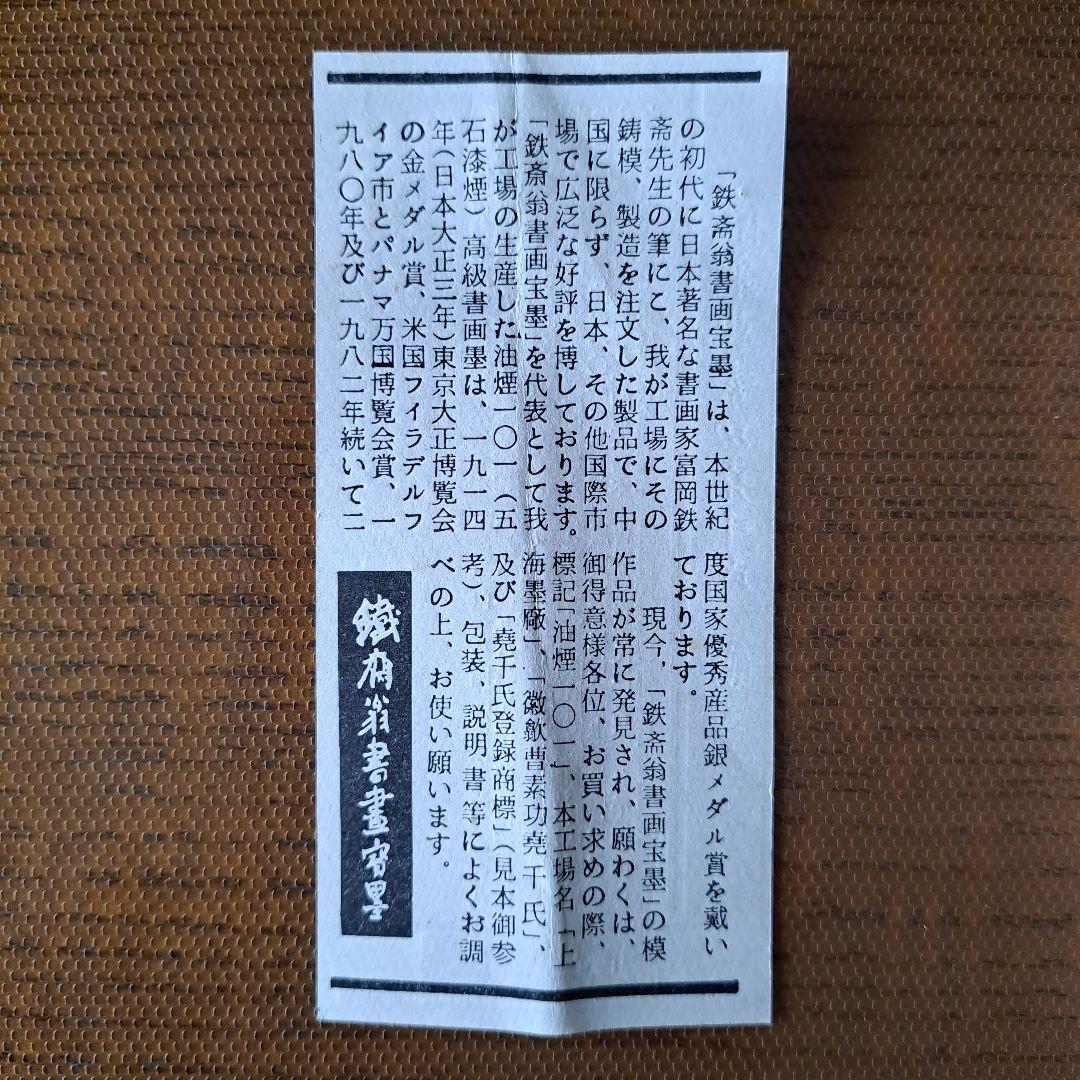 「鉄斎翁書画宝墨」は、本世紀
の初代に日本著名な書画家富岡鉄
斎先生の筆にこ、我が工場にその
鋳模、製造を注文した製品で、中
国に限らず、日本、その他国際市
場で広泛な好評を博しております。
「鉄斎翁書画宝墨」を代表として我
が工場の生産した油煙一〇一(五
石漆煙)高級書画墨は、一九一四
年(日本大正三年)東京大正博覧会
の金メダル賞、米国フィラデルフ
イア市とパナマ万国博覧会賞、一
九八〇年及び一九八二年続いて二
度国家優秀産品銀メダル賞を戴い
ております。
現今、「鉄斎翁書画宝墨」の模
作品が常に発見され、願わくは、
御得意様各位、お買い求めの際、
標記「油煙一〇一」、本工場名「上
海墨廠」、「徽歙曹素功堯千氏」、
及び「堯千氏登録商標」(見本御参
考)、包装、説明書等によくお調
べの上、お使い願います。
鐵齋翁書畫寳墨